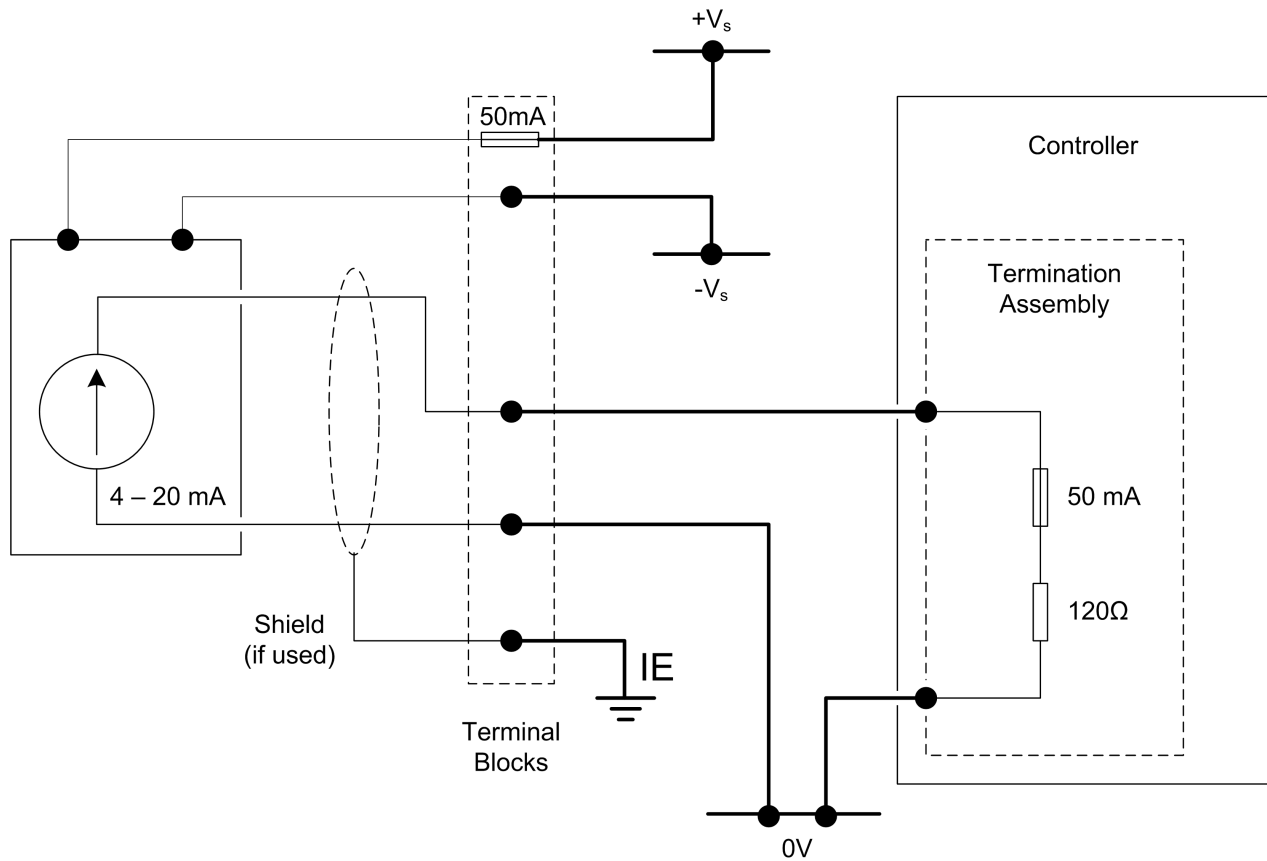 +Vs
50mA
Controller
-Vs
Termination
Assembly
4 – 20 mA
50 mA
120Ω
Shield
(if used)
IE
Terminal
Blocks
0V